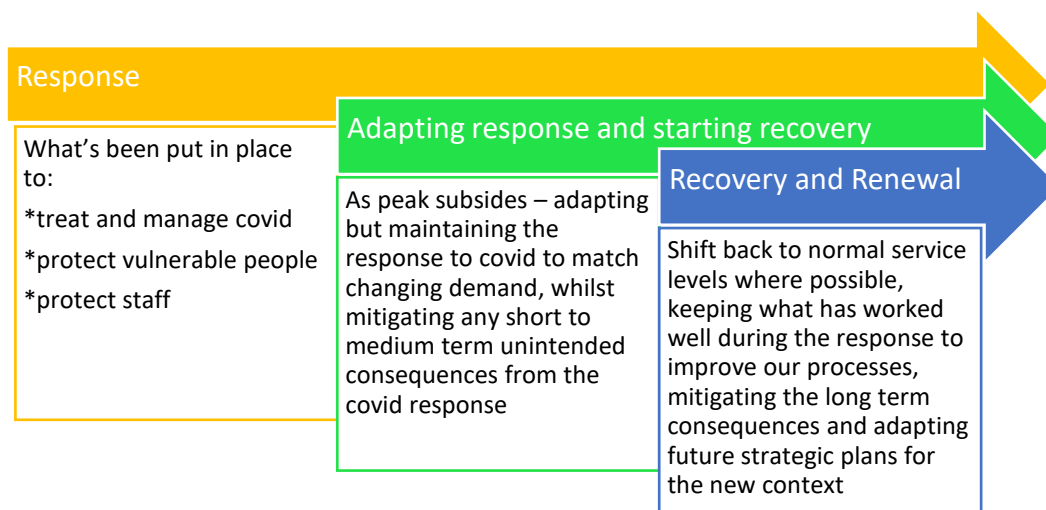 Response
What’s been put in place
to:
*treat and manage covid
*protect vulnerable people
*protect staff
Adapting response and starting recovery
As peak subsides – adapting
but maintaining the
response to covid to match
changing demand, whilst
mitigating any short to
medium term unintended
consequences from the
covid response
Recovery and Renewal
Shift back to normal service
levels where possible,
keeping what has worked
well during the response to
improve our processes,
mitigating the long term
consequences and adapting
future strategic plans for
the new context